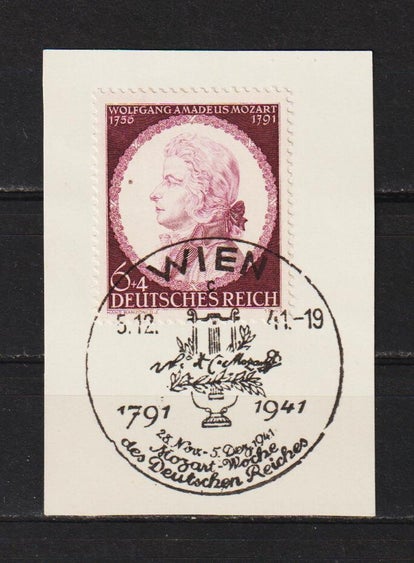 WOLFGANG AMADEUS MOZART
1756 1791
6+4
DEUTSCHES REICH
WIEN
C
5.12. 41.-19
1791 1941
28. Nov. - 5. Dez. 1941
Mozart-Woche
des Deutschen Reiches